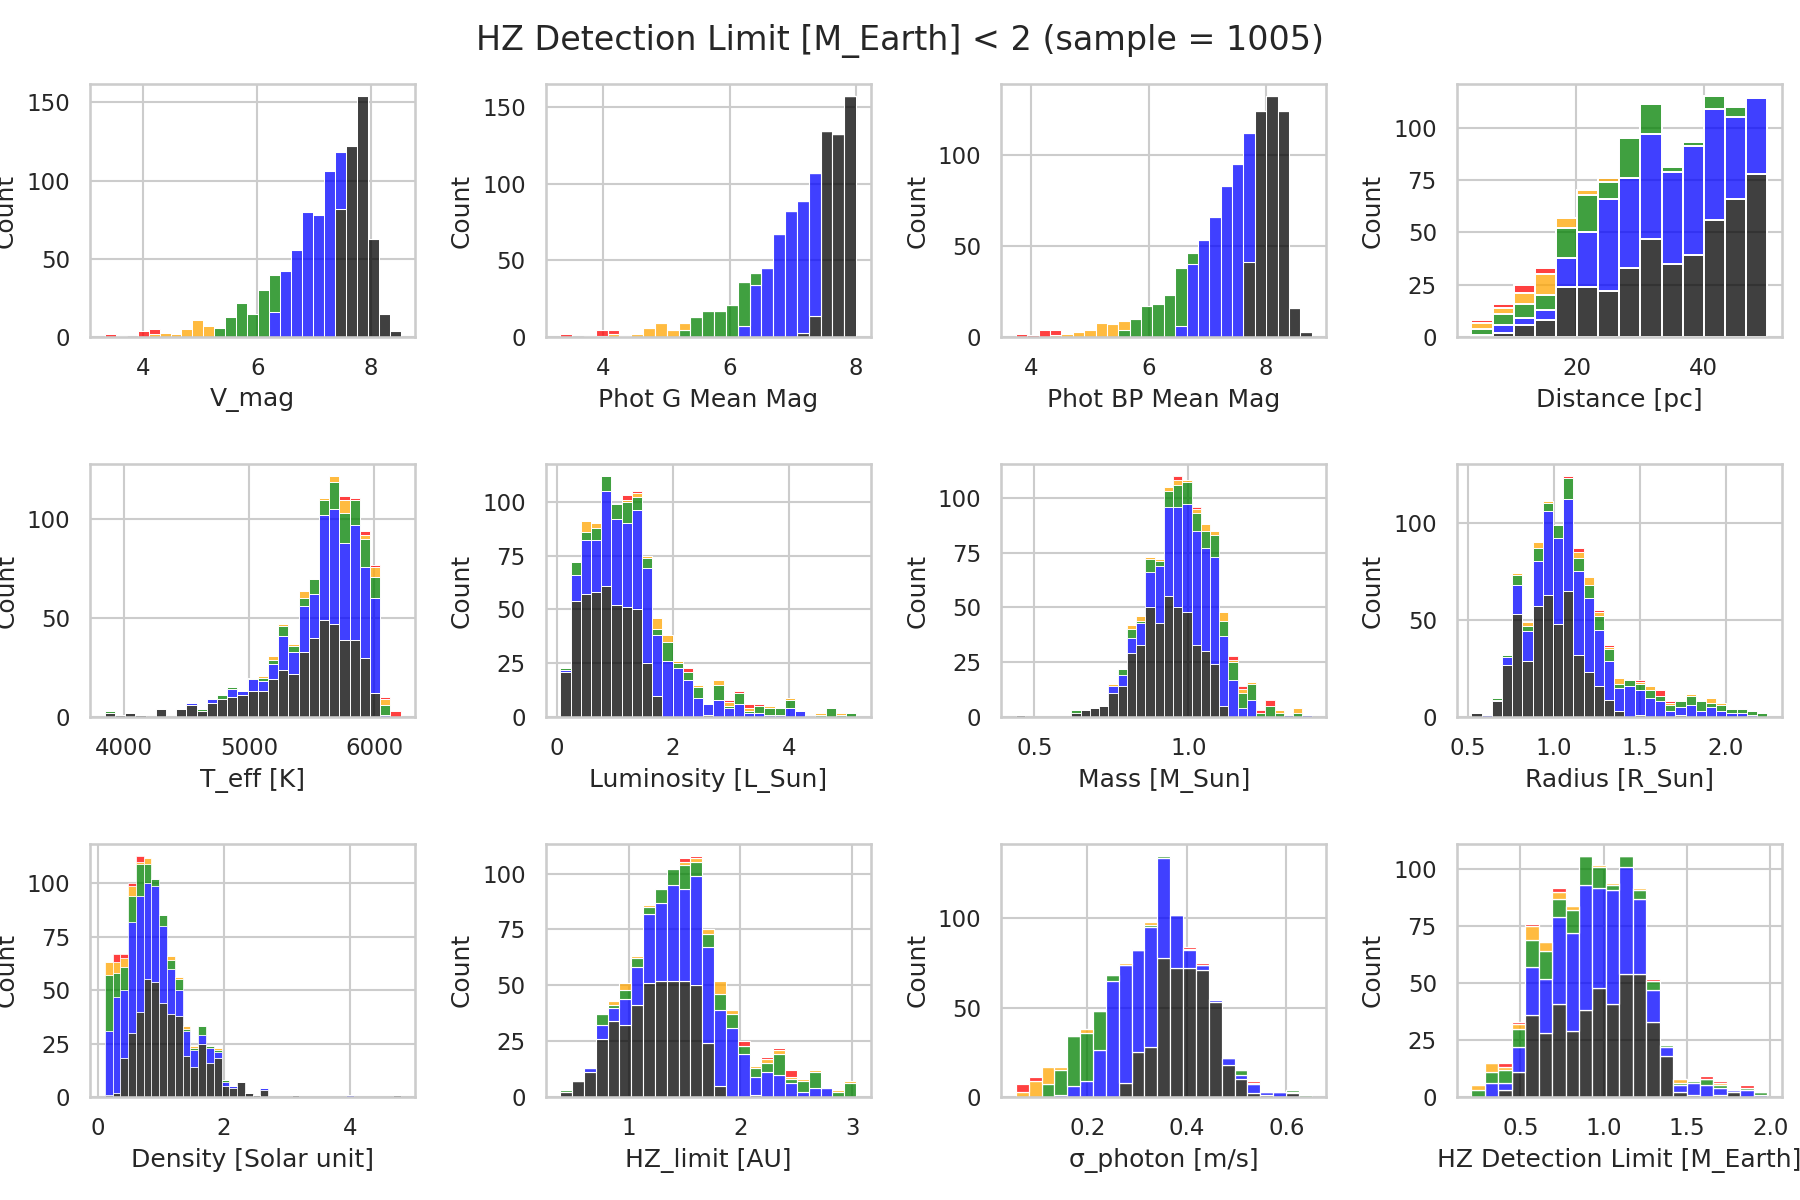 HZ Detection Limit [M_Earth] < 2 (sample = 1005)
150
100
50
0
Count
4 6 8
V_mag
150
100
50
0
Count
4 6 8
Phot G Mean Mag
100
50
0
Count
4 6 8
Phot BP Mean Mag
100
75
50
25
0
Count
20 40
Distance [pc]
100
50
0
Count
4000 5000 6000
T_eff [K]
100
75
50
25
0
Count
0 2 4
Luminosity [L_Sun]
100
75
50
25
0
Count
0.5 1.0
Mass [M_Sun]
100
50
0
Count
0.5 1.0 1.5 2.0
Radius [R_Sun]
100
75
50
25
0
Count
0 2 4
Density [Solar unit]
100
75
50
25
0
Count
1 2 3
HZ_limit [AU]
100
50
0
Count
0.2 0.4 0.6
σ_photon [m/s]
100
75
50
25
0
Count
0.5 1.0 1.5 2.0
HZ Detection Limit [M_Earth]